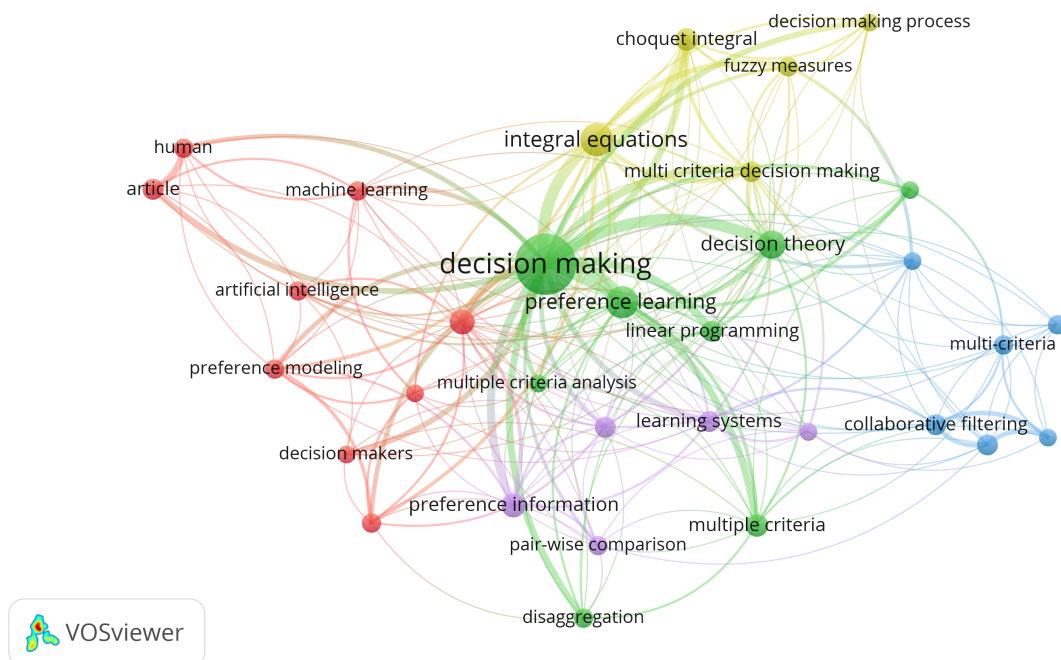 decision making process
choquet integral
fuzzy measures
integral equations
human
multi criteria decision making
article
machine learning
decision theory
decision making
artificial intelligence
preference learning
linear programming
multi-criteria
preference modeling
multiple criteria analysis
learning systems
collaborative filtering
decision makers
preference information
multiple criteria
pair-wise comparison
disaggregation
VOSviewer